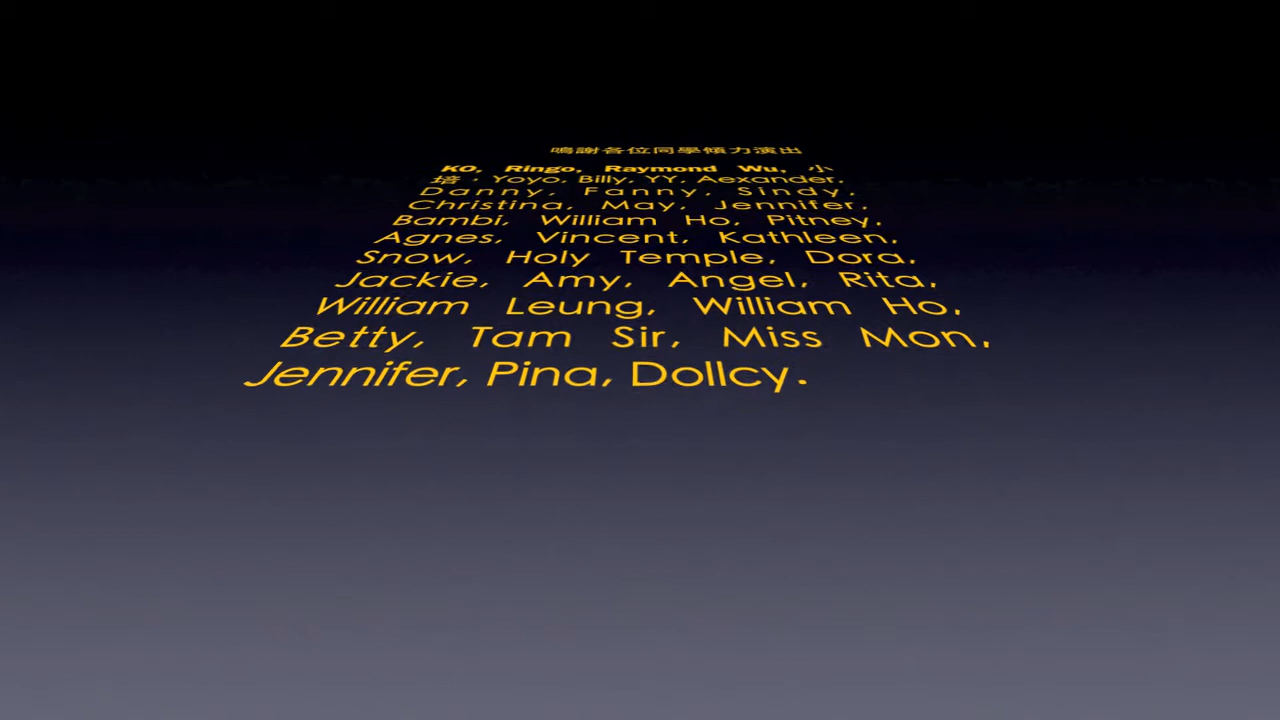 鳴謝各位同學傾力演出
KO, Ringo, Raymond Wu, 小
培, Yoyo, Billy, YY, Aexander,
Danny, Fanny, Sindy,
Christina, May, Jennifer,
Bambi, William Ho, Pitney,
Agnes, Vincent, Kathleen,
Snow, Holy Temple, Dora,
Jackie, Amy, Angel, Rita,
William Leung, William Ho,
Betty, Tam Sir, Miss Mon,
Jennifer, Pina, Dollcy.